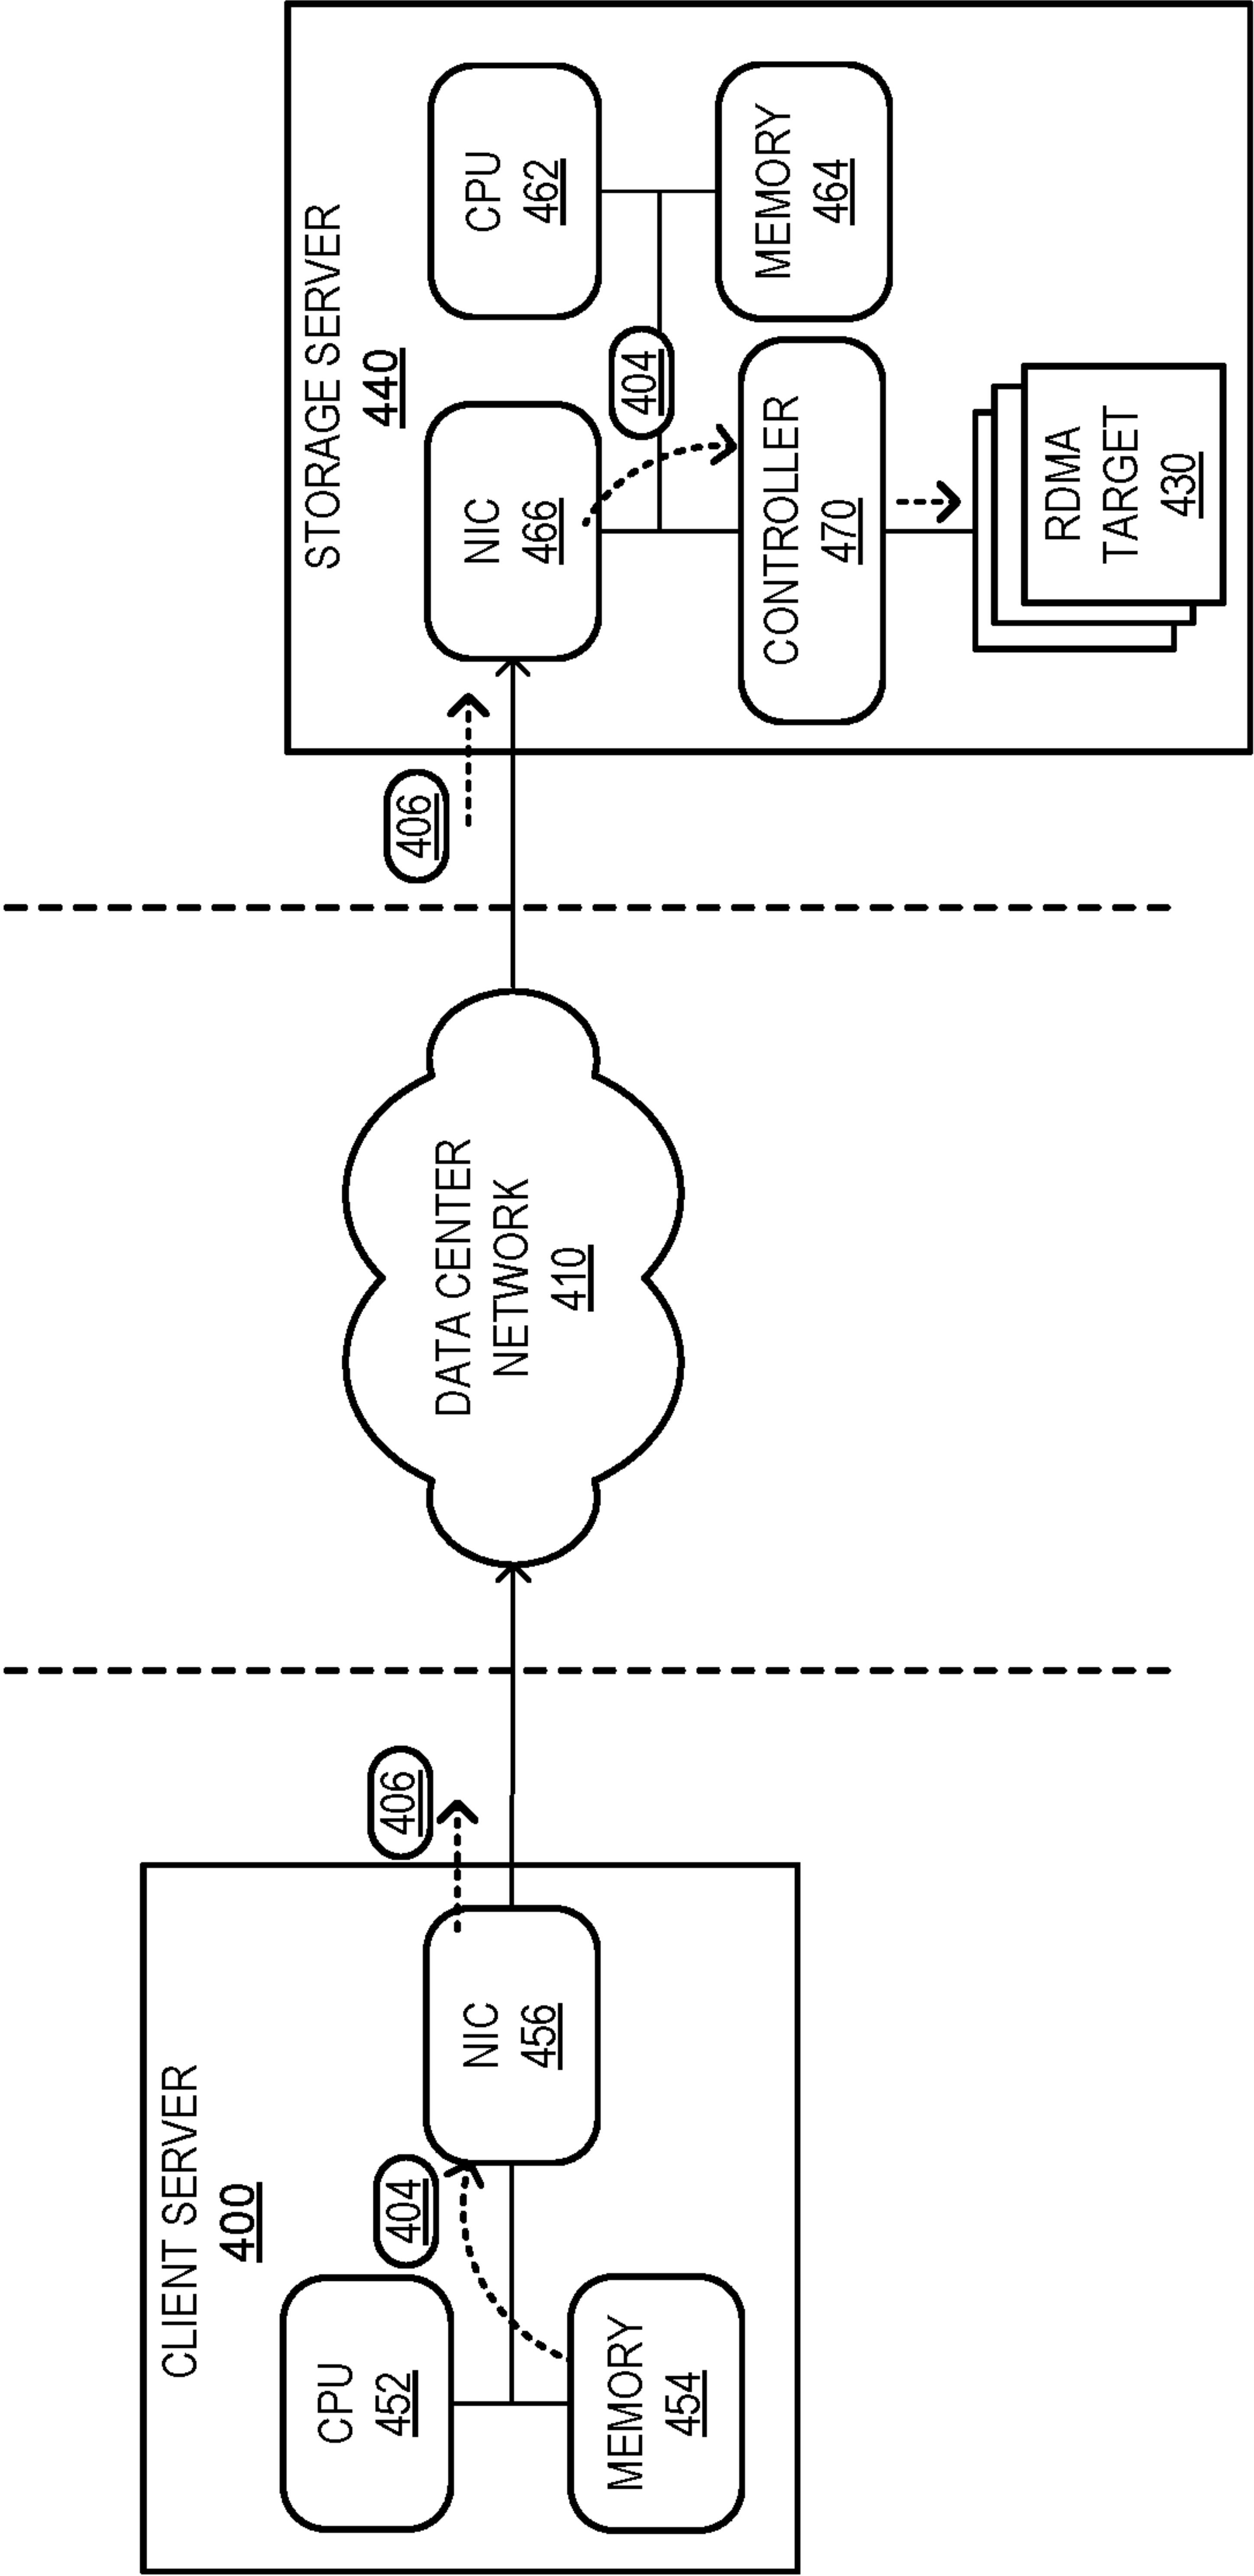 CLIENT SERVER
400
CPU
452
MEMORY
454
404
NIC
456
406
DATA CENTER
NETWORK
410
406
STORAGE SERVER
440
NIC
466
CPU
462
404
CONTROLLER
470
MEMORY
464
RDMA
TARGET
430